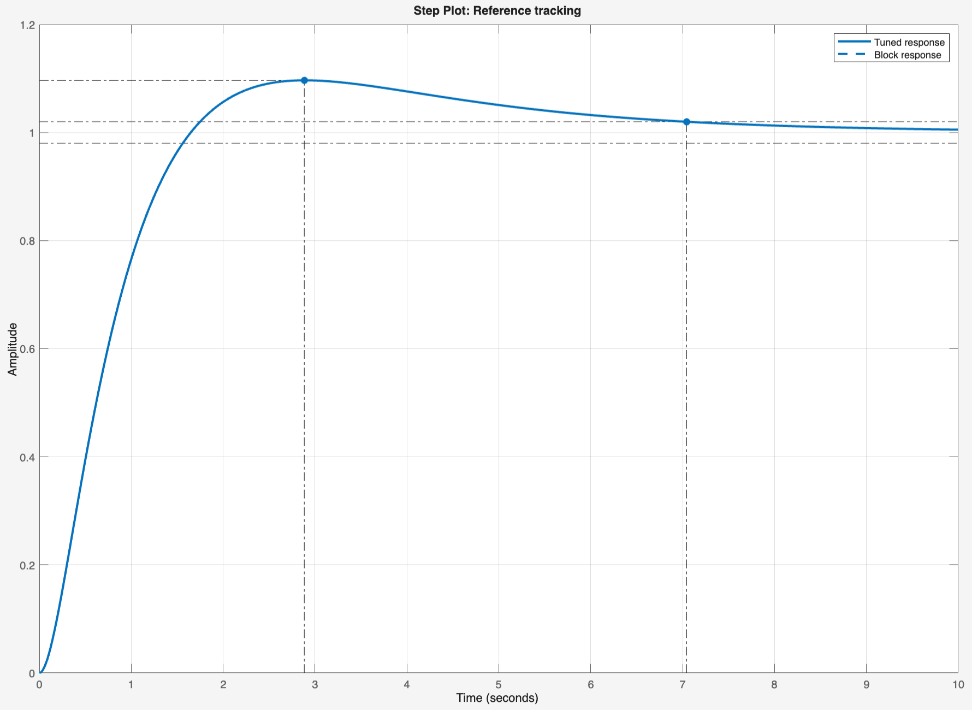 Step Plot: Reference tracking
Tuned response
Block response
1.2
1
0.8
0.6
0.4
0.2
0
Amplitude
0 1 2 3 4 5 6 7 8 9 10
Time (seconds)